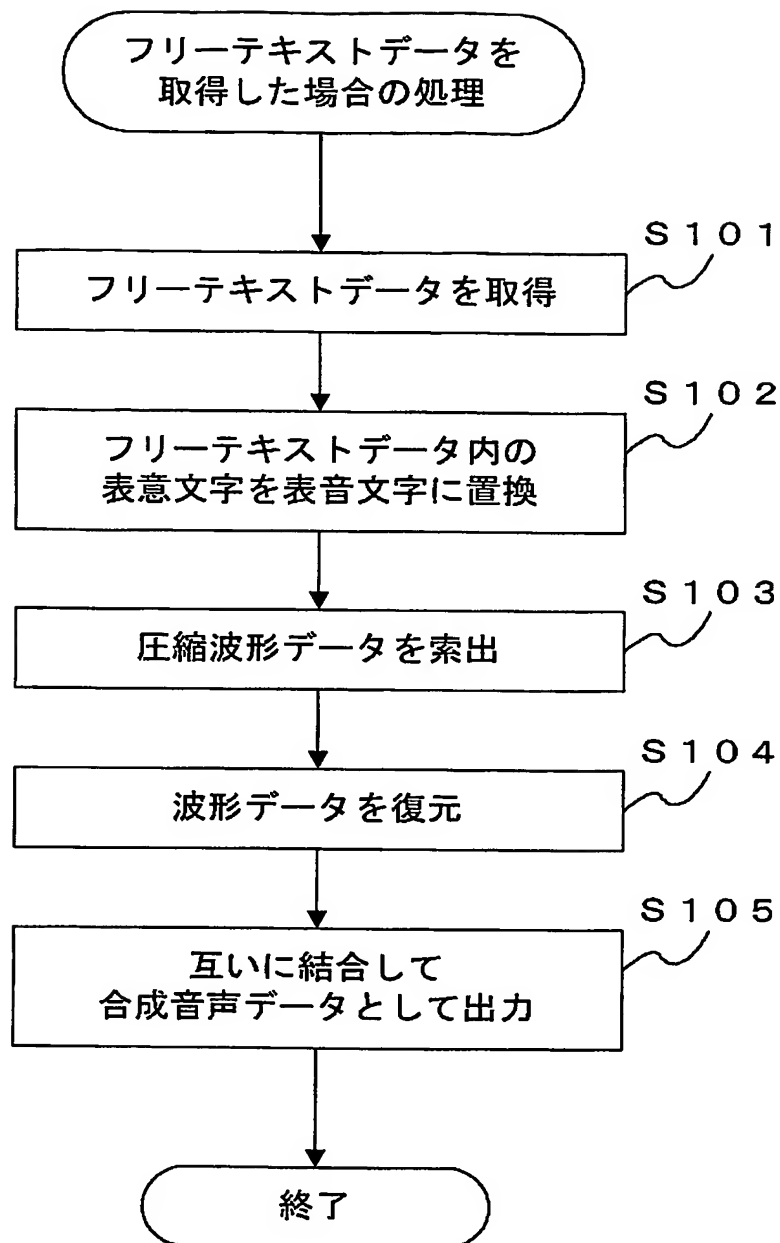 フリーテキストデータを
取得した場合の処理
S101
フリーテキストデータを取得
S102
フリーテキストデータ内の
表意文字を表音文字に置換
S103
圧縮波形データを索出
S104
波形データを復元
S105
互いに結合して
合成音声データとして出力
終了